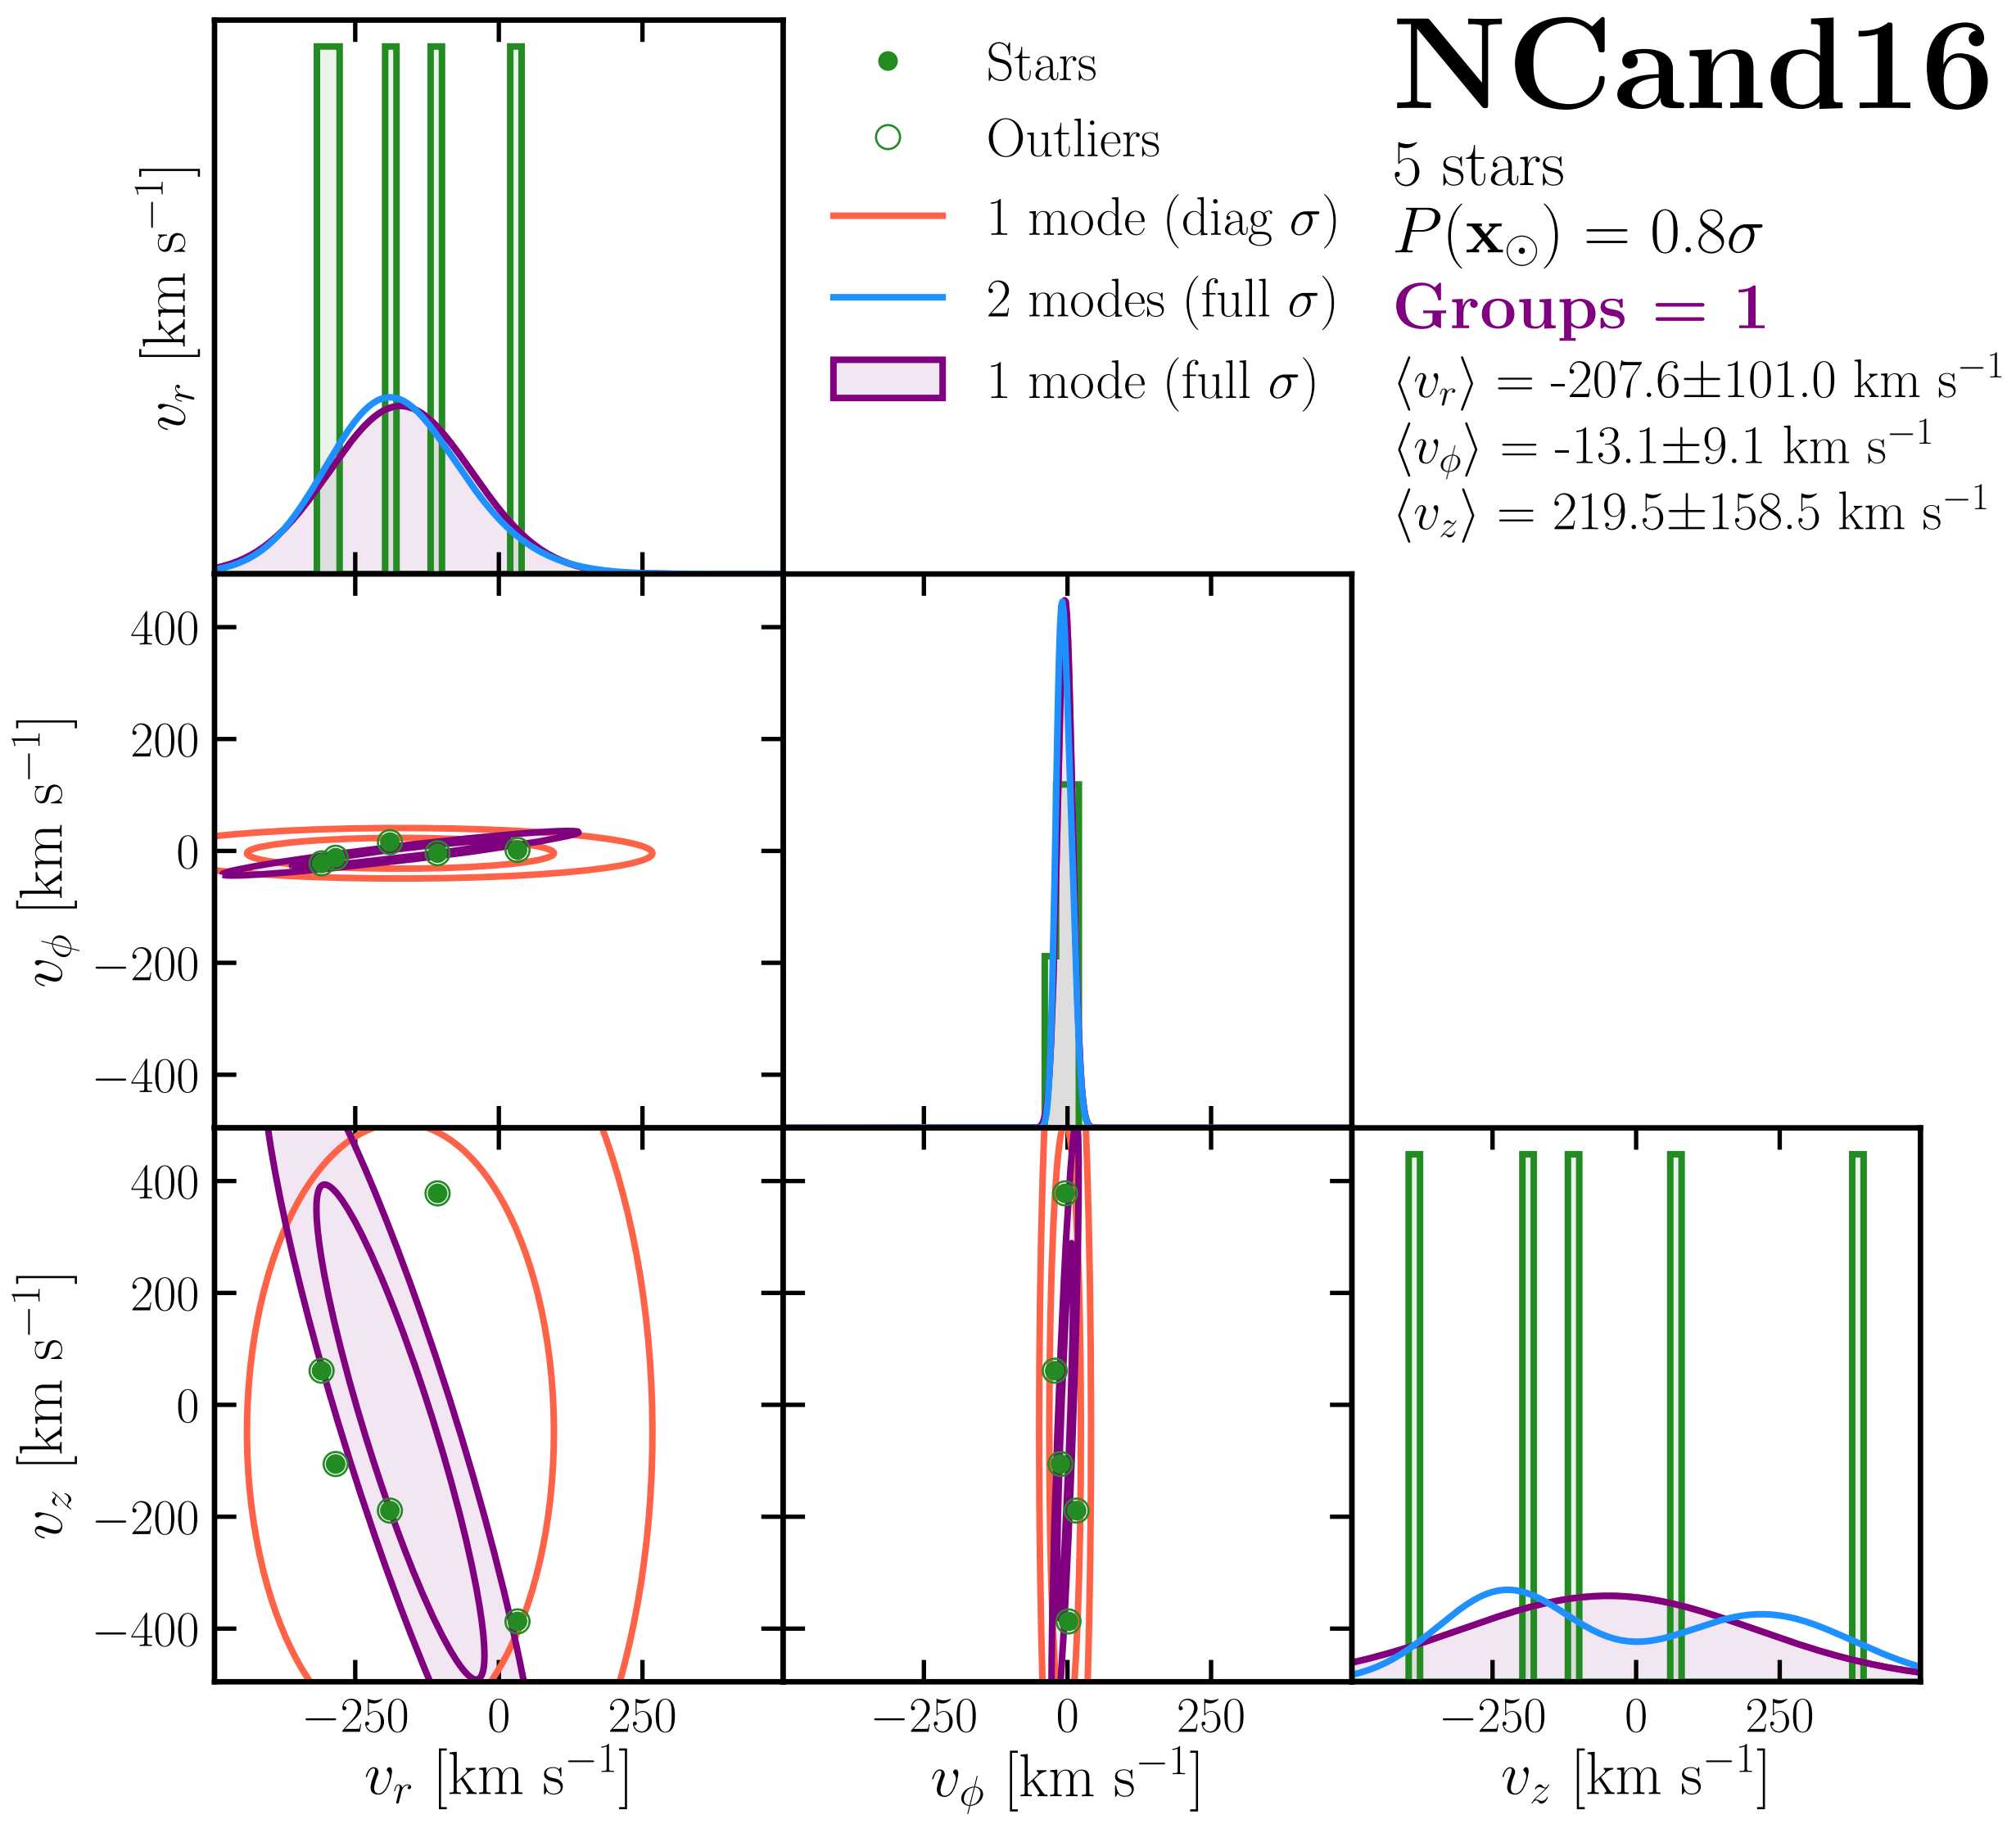 NCand16
5 stars
P(x⊙) = 0.8σ
Groups = 1
⟨v_r⟩ = -207.6±101.0 km s⁻¹
⟨v_ϕ⟩ = -13.1±9.1 km s⁻¹
⟨v_z⟩ = 219.5±158.5 km s⁻¹
Stars
Outliers
1 mode (diag σ)
2 modes (full σ)
1 mode (full σ)
v_r [km s⁻¹]
400
200
0
−200
−400
v_ϕ [km s⁻¹]
400
200
0
−200
−400
v_z [km s⁻¹]
−250 0 250
−250 0 250
−250 0 250
v_r [km s⁻¹]
v_ϕ [km s⁻¹]
v_z [km s⁻¹]